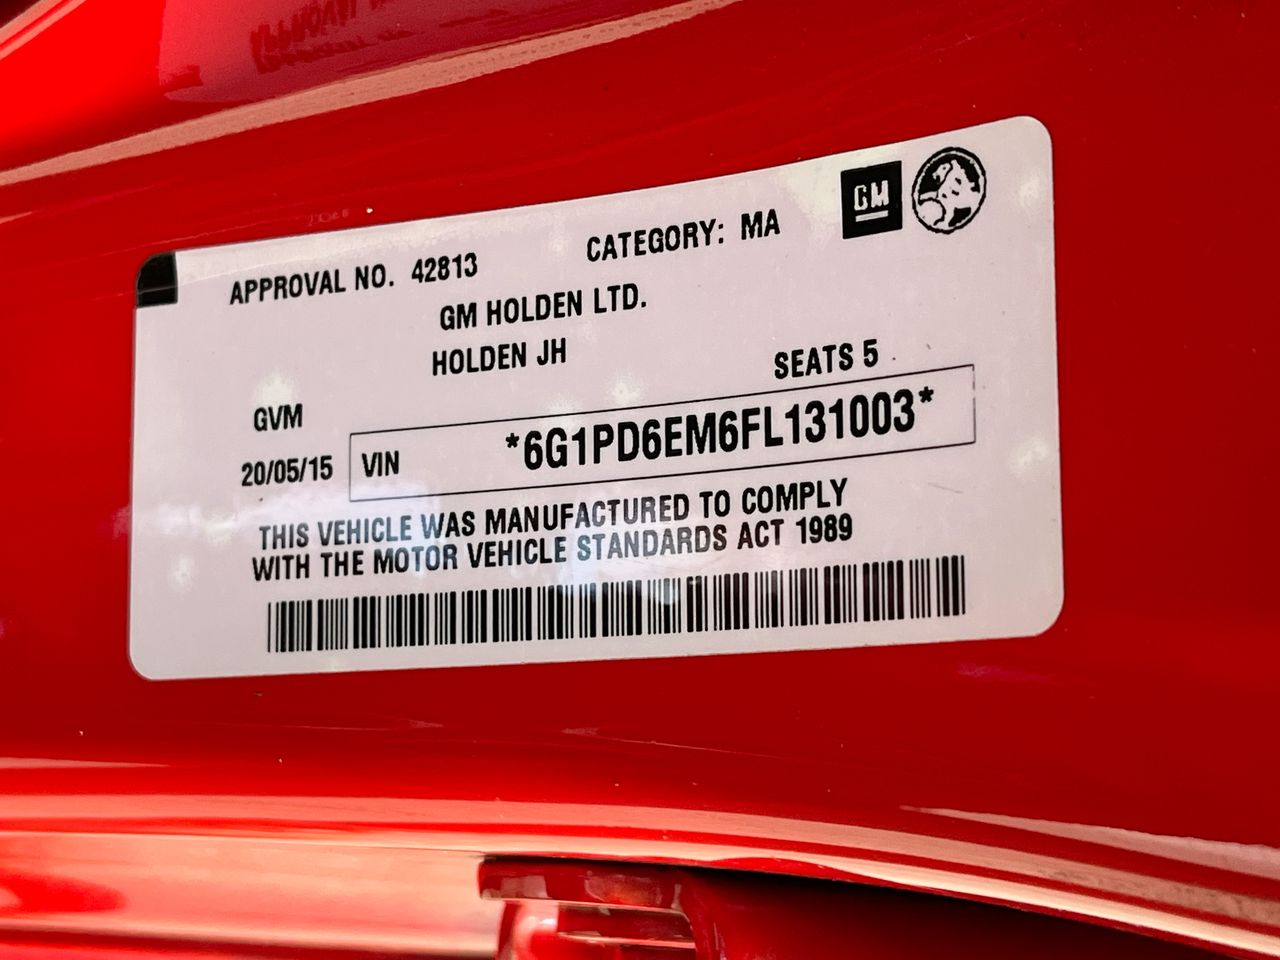 APPROVAL NO. 42813 CATEGORY: MA GM
GM HOLDEN LTD.
HOLDEN JH
SEATS 5
GVM
20/05/15 VIN *6G1PD6EM6FL131003*
THIS VEHICLE WAS MANUFACTURED TO COMPLY
WITH THE MOTOR VEHICLE STANDARDS ACT 1989